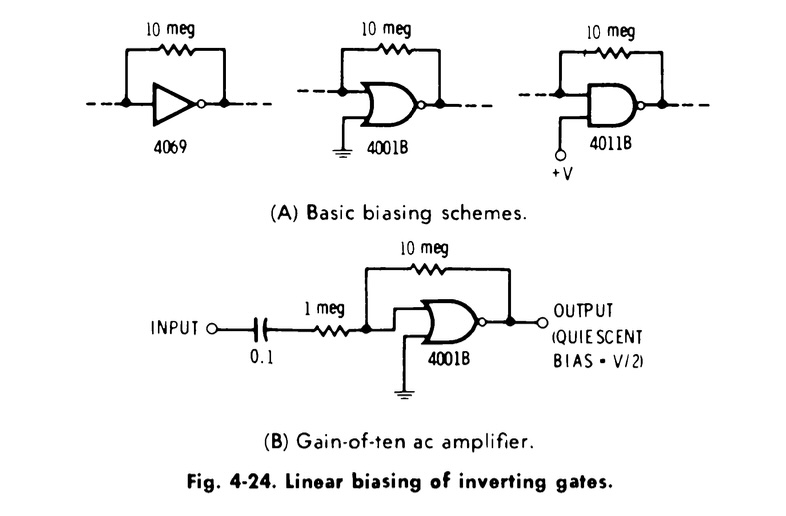 10 meg
10 meg
10 meg
4069
4001B
4011B
+V
(A) Basic biasing schemes.
10 meg
1 meg
INPUT
0.1
4001B
OUTPUT
(QUIESCENT
BIAS = V/2)
(B) Gain-of-ten ac amplifier.
Fig. 4-24. Linear biasing of inverting gates.